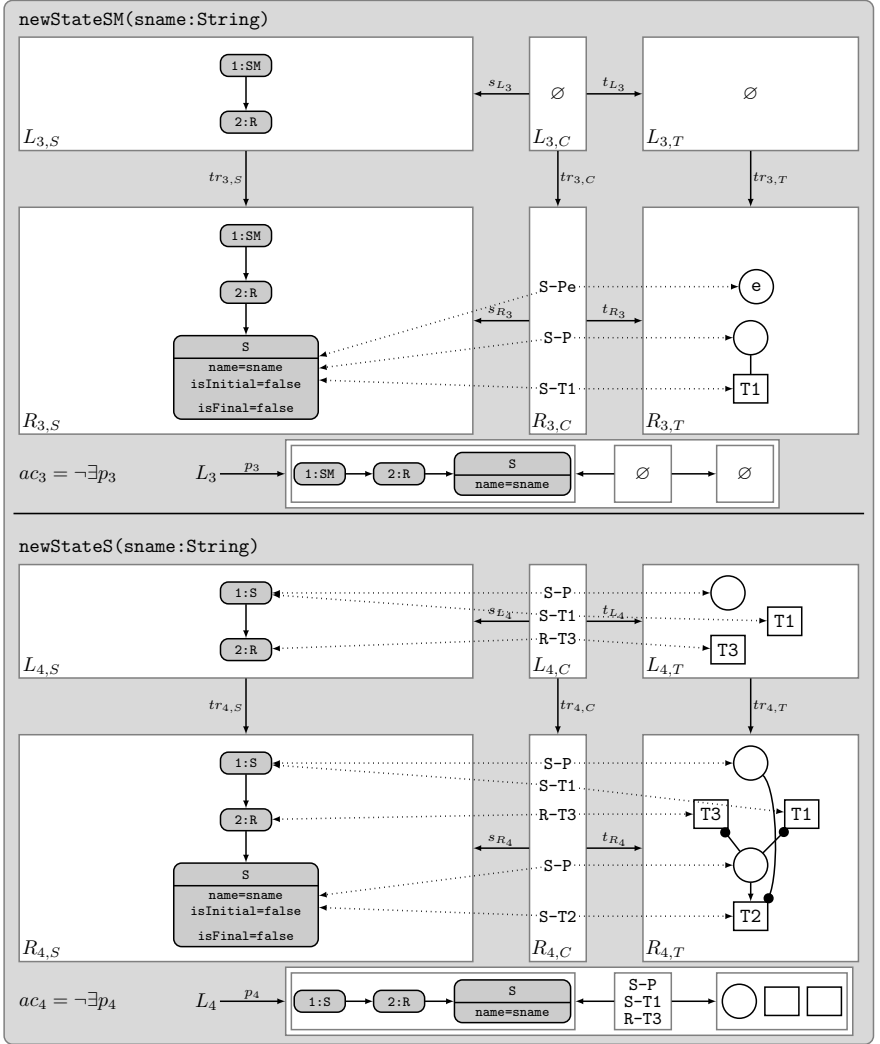 newStateSM(sname:String)
1:SM
2:R
s_{L_3}
∅
t_{L_3}
∅
L_{3,S}
L_{3,C}
L_{3,T}
tr_{3,S}
tr_{3,C}
tr_{3,T}
1:SM
2:R
S-Pe
e
s_{R_3}
t_{R_3}
S
name=sname
isInitial=false
isFinal=false
S-P
S-T1
T1
R_{3,S}
R_{3,C}
R_{3,T}
ac_3 = ¬∃p_3
L_3
p_3
1:SM
2:R
S
name=sname
∅
∅
newStateS(sname:String)
1:S
S-P
s_{L_4}
S-T1
t_{L_4}
T1
2:R
R-T3
T3
L_{4,S}
L_{4,C}
L_{4,T}
tr_{4,S}
tr_{4,C}
tr_{4,T}
1:S
S-P
S-T1
2:R
R-T3
T3
T1
s_{R_4}
t_{R_4}
S
name=sname
isInitial=false
isFinal=false
S-P
S-T2
T2
R_{4,S}
R_{4,C}
R_{4,T}
ac_4 = ¬∃p_4
L_4
p_4
1:S
2:R
S
name=sname
S-P
S-T1
R-T3